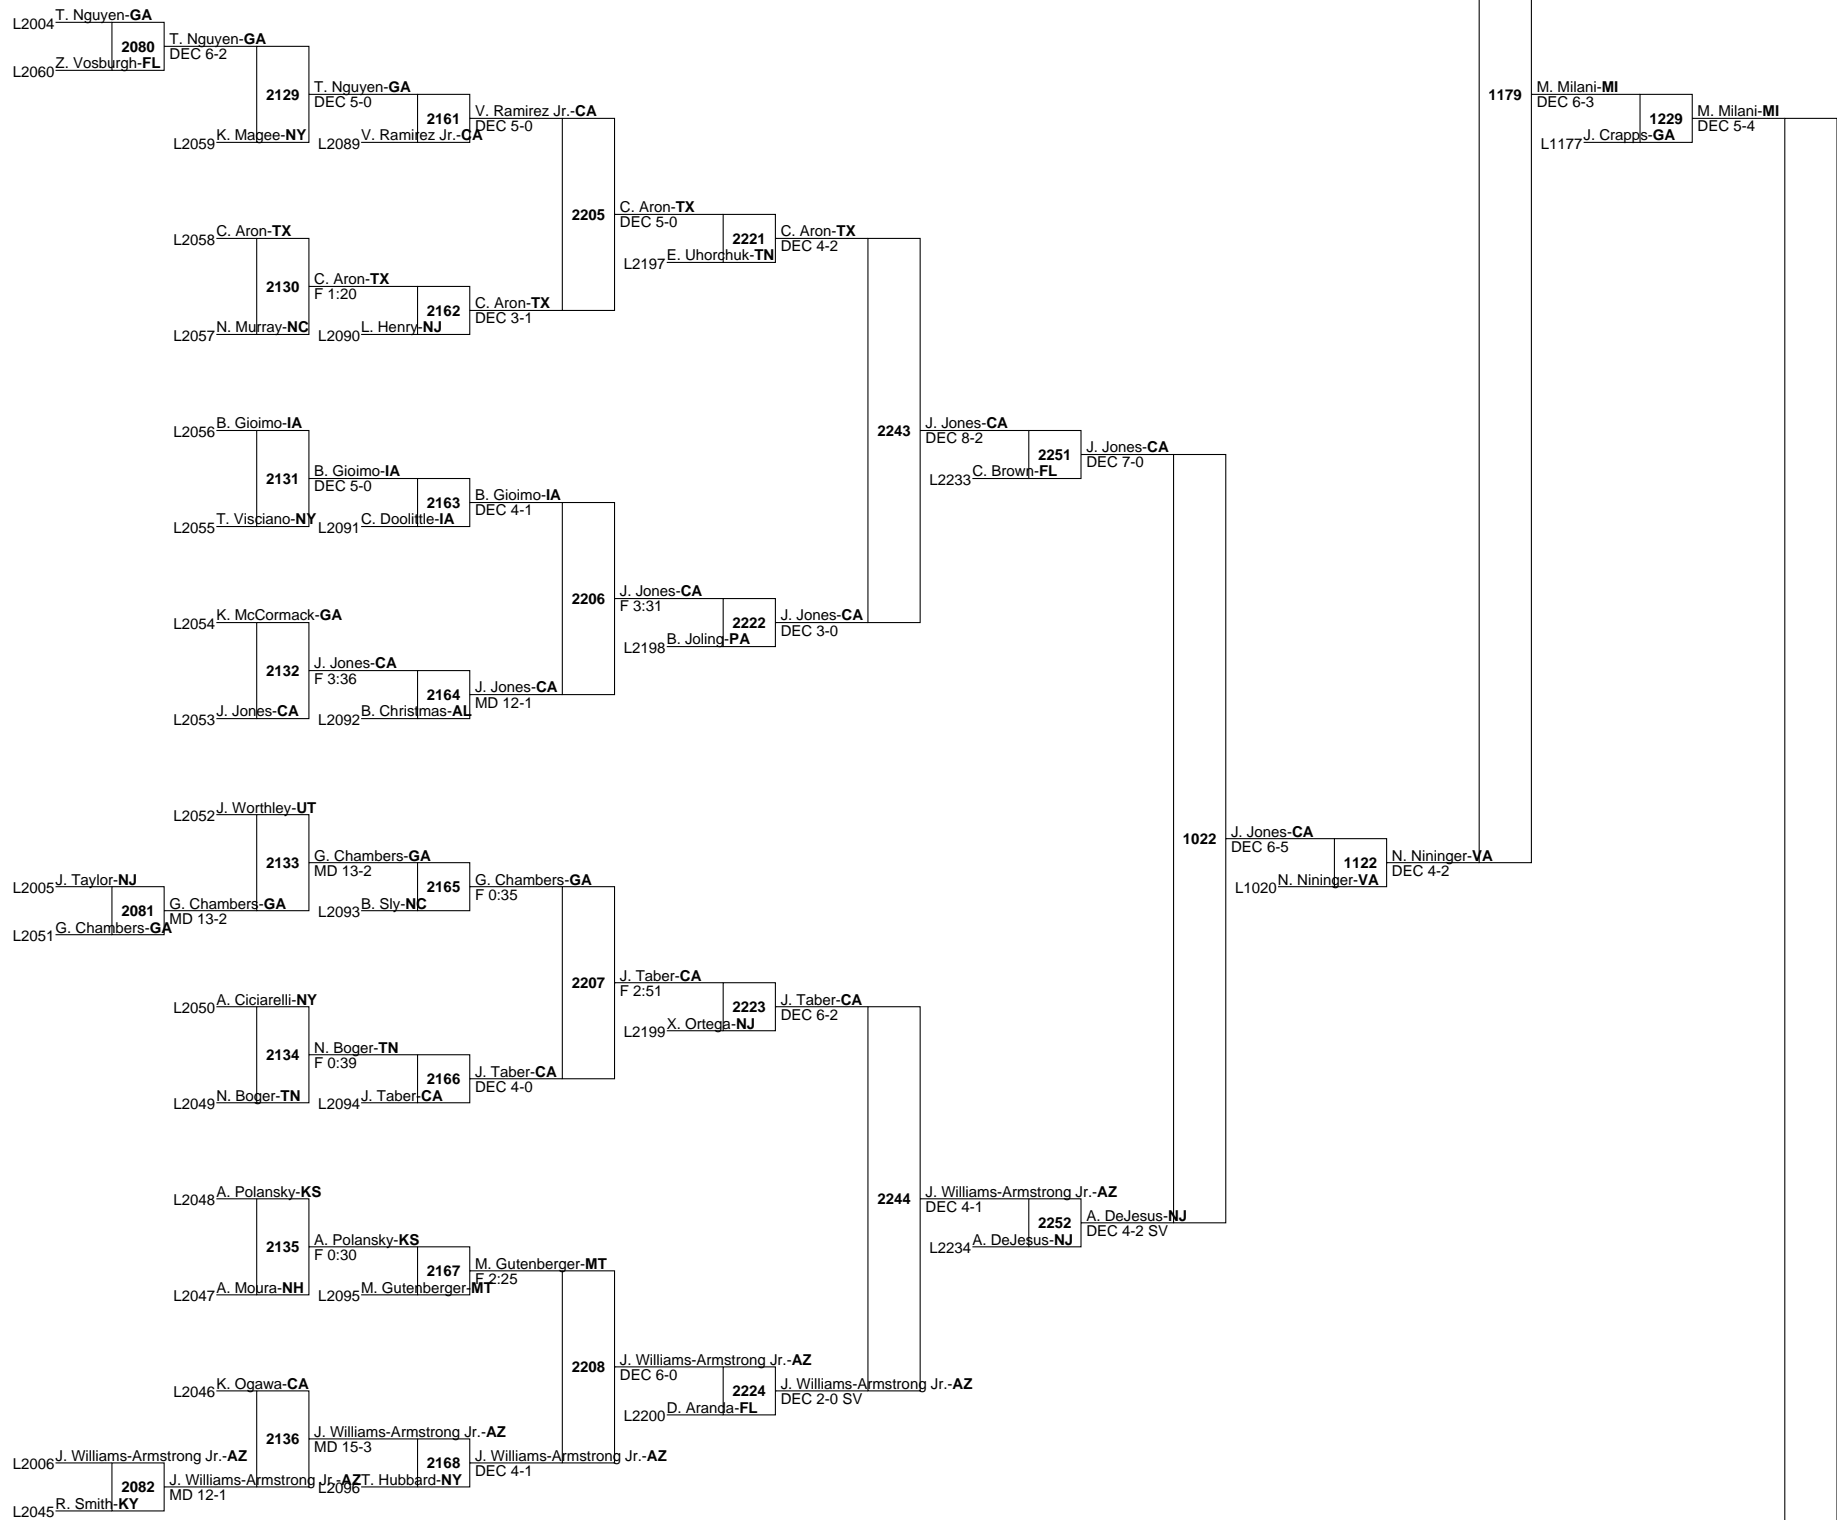 L2004 T. Nguyen-GA
2080
L2060 Z. Vosburgh-FL
T. Nguyen-GA
DEC 6-2
2129
L2059 K. Magee-NY
T. Nguyen-GA
DEC 5-0
2161
L2089 V. Ramirez Jr.-CA
V. Ramirez Jr.-CA
DEC 5-0
2205
L2058 C. Aron-TX
2130
L2057 N. Murray-NC
C. Aron-TX
F 1:20
2162
L2090 L. Henry-NJ
C. Aron-TX
DEC 3-1
C. Aron-TX
DEC 5-0
2221
L2197 E. Uhorchuk-TN
C. Aron-TX
DEC 4-2
2243
L2056 B. Gioimo-IA
2131
L2055 T. Visciano-NY
B. Gioimo-IA
DEC 5-0
2163
L2091 C. Doolittle-IA
B. Gioimo-IA
DEC 4-1
2206
L2054 K. McCormack-GA
2132
L2053 J. Jones-CA
J. Jones-CA
F 3:36
2164
L2092 B. Christmas-AL
J. Jones-CA
MD 12-1
J. Jones-CA
F 3:31
2222
L2198 B. Joling-PA
J. Jones-CA
DEC 3-0
J. Jones-CA
DEC 8-2
2251
L2233 C. Brown-FL
J. Jones-CA
DEC 7-0
1022
L2052 J. Worthley-UT
2133
L2005 J. Taylor-NJ
2081
L2051 G. Chambers-GA
G. Chambers-GA
MD 13-2
G. Chambers-GA
MD 13-2
2165
L2093 B. Sly-NC
G. Chambers-GA
F 0:35
2207
L2050 A. Ciciarelli-NY
2134
L2049 N. Boger-TN
N. Boger-TN
F 0:39
2166
L2094 J. Taber-CA
J. Taber-CA
DEC 4-0
J. Taber-CA
F 2:51
2223
L2199 X. Ortega-NJ
J. Taber-CA
DEC 6-2
2244
L2048 A. Polansky-KS
2135
L2047 A. Moura-NH
A. Polansky-KS
F 0:30
2167
L2095 M. Gutenberger-MT
M. Gutenberger-MT
F 2:25
2208
L2046 K. Ogawa-CA
2136
L2006 J. Williams-Armstrong Jr.-AZ
2082
L2045 R. Smith-KY
J. Williams-Armstrong Jr.-AZ
MD 12-1
J. Williams-Armstrong Jr.-AZ
MD 15-3
2168
L2096 T. Hubbard-NY
J. Williams-Armstrong Jr.-AZ
DEC 4-1
J. Williams-Armstrong Jr.-AZ
DEC 6-0
2224
L2200 D. Aranda-FL
J. Williams-Armstrong Jr.-AZ
DEC 2-0 SV
J. Williams-Armstrong Jr.-AZ
DEC 4-1
2252
L2234 A. DeJesus-NJ
A. DeJesus-NJ
DEC 4-2 SV
J. Jones-CA
DEC 6-5
1122
L1020 N. Nininger-VA
N. Nininger-VA
DEC 4-2
1179
M. Milani-MI
DEC 6-3
1229
L1177 J. Crapps-GA
M. Milani-MI
DEC 5-4